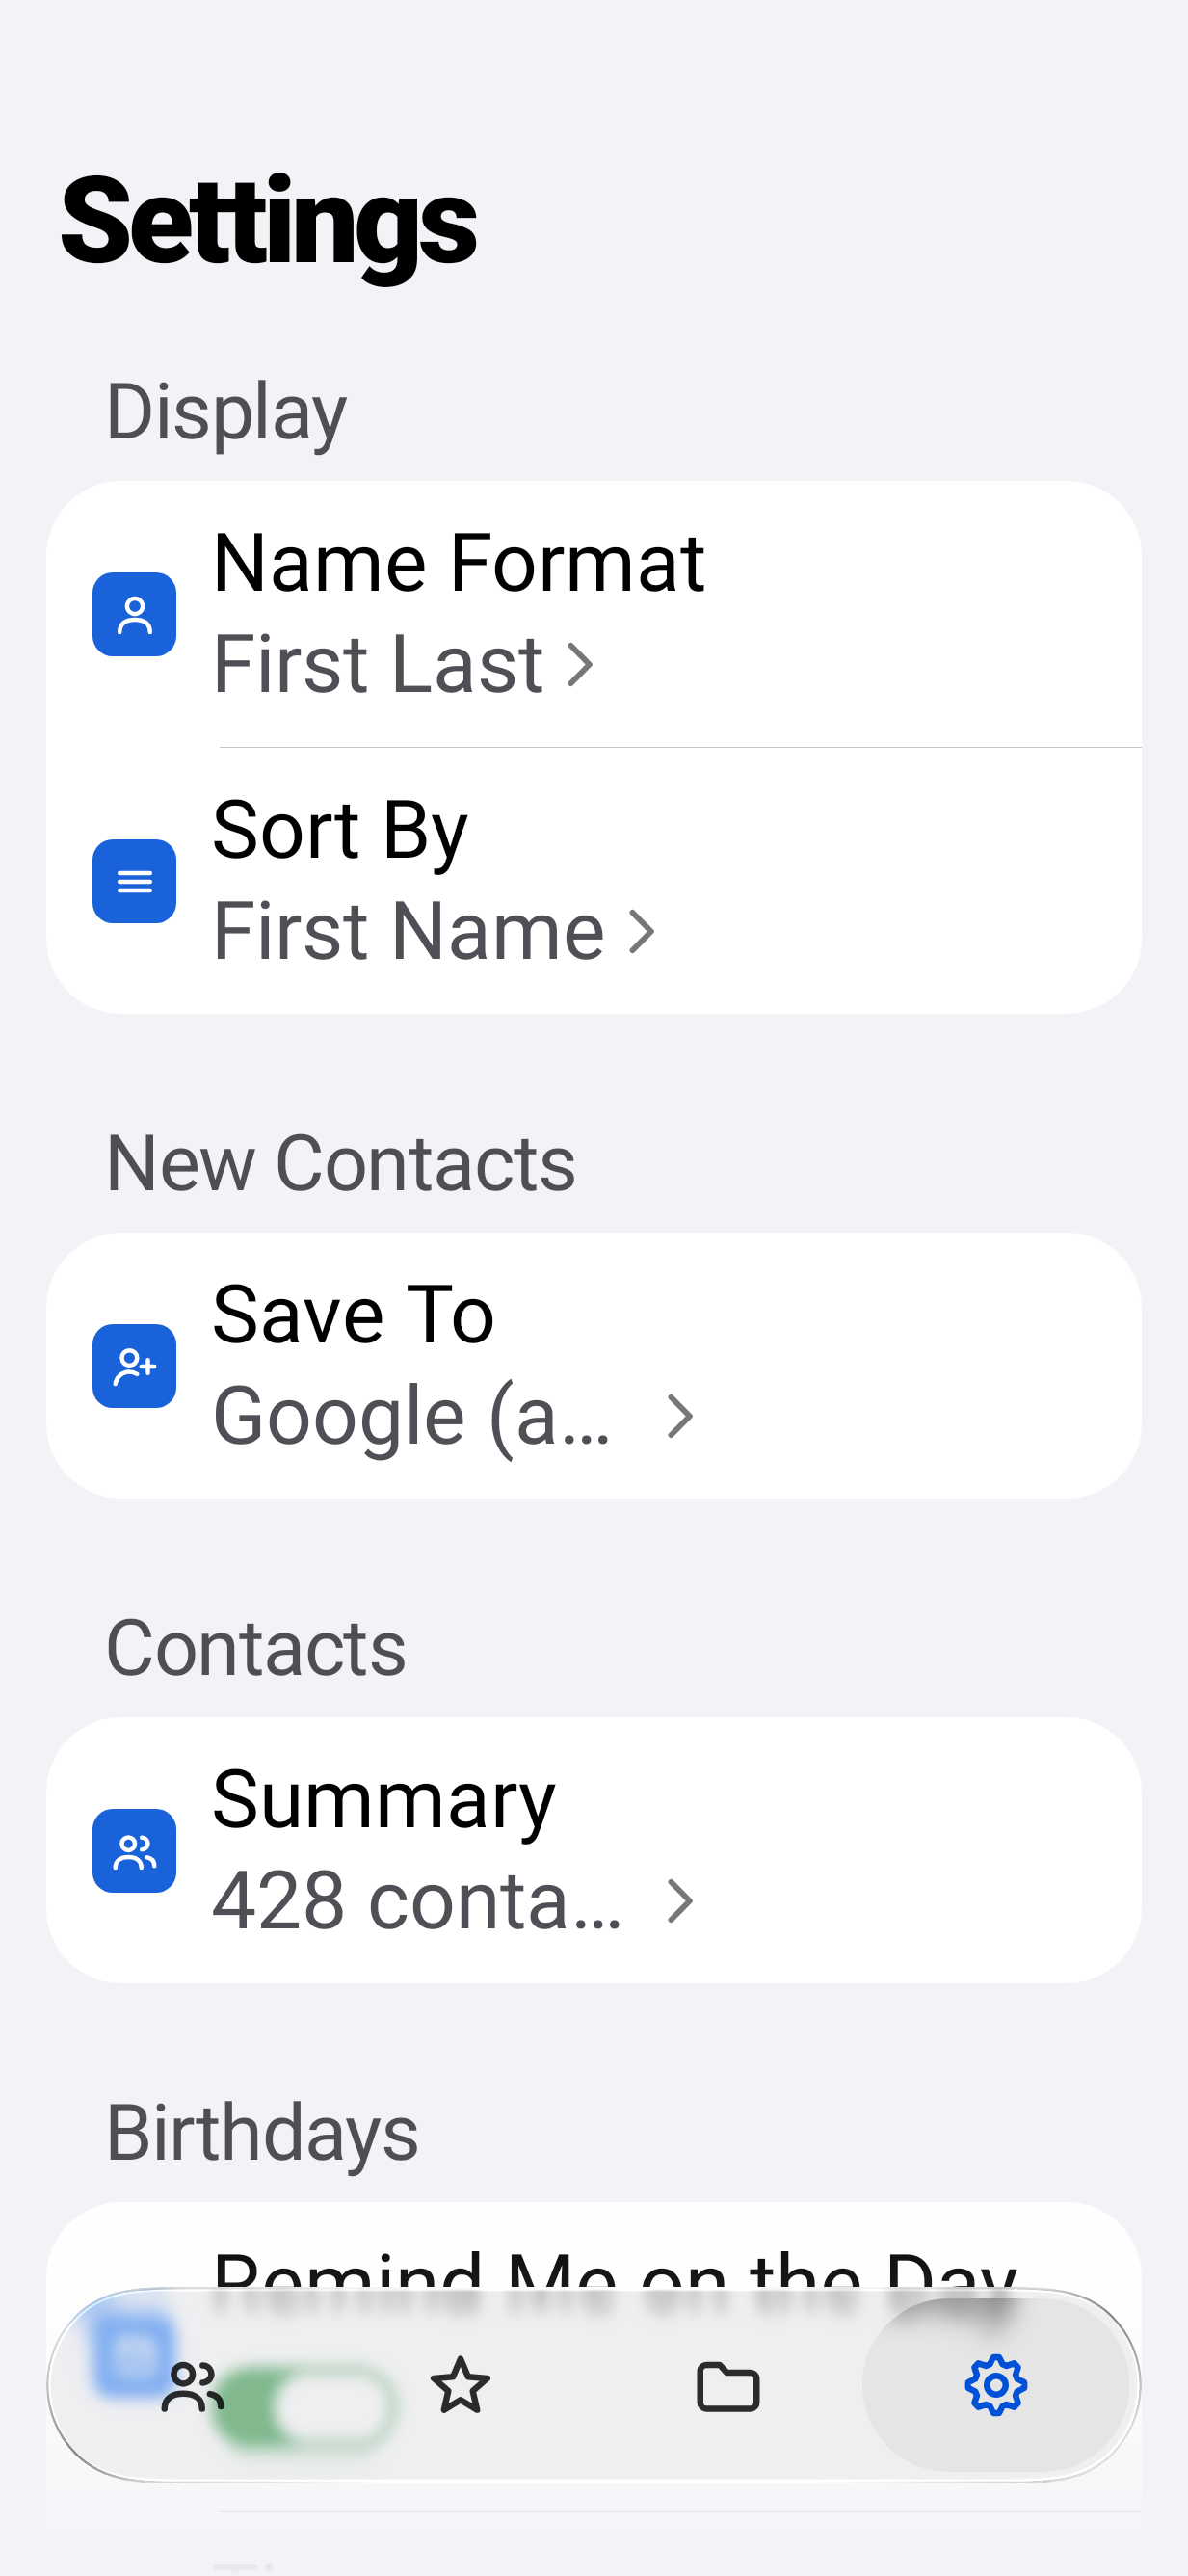 Settings
Display
Name Format
First Last
Sort By
First Name
New Contacts
Save To
Google (a…
Contacts
Summary
428 conta…
Birthdays
Remind Me on the Day